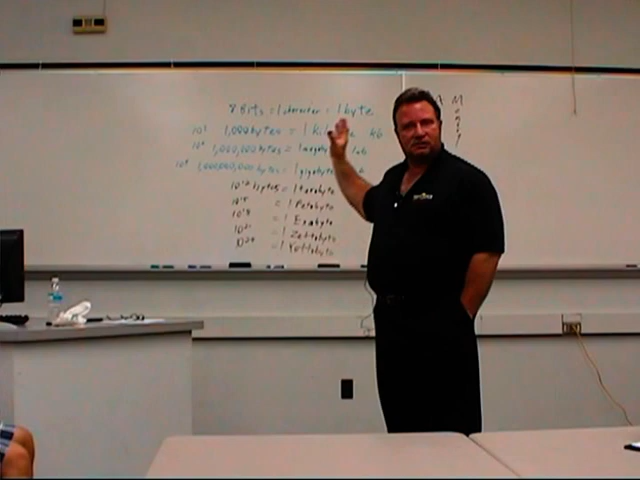 8 Bits = 1 character = 1 byte
10³ 1,000 bytes = 1 kb
10⁶ 1,000,000 bytes = 1 megabyte
10⁹ 1,000,000,000 bytes = 1 gigabyte
10¹² bytes = 1 terabyte
10¹⁵ = 1 Petabyte
10¹⁸ = 1 Exabyte
10²¹ = 1 Zettabyte
10²⁴ = 1 Yottabyte
A M